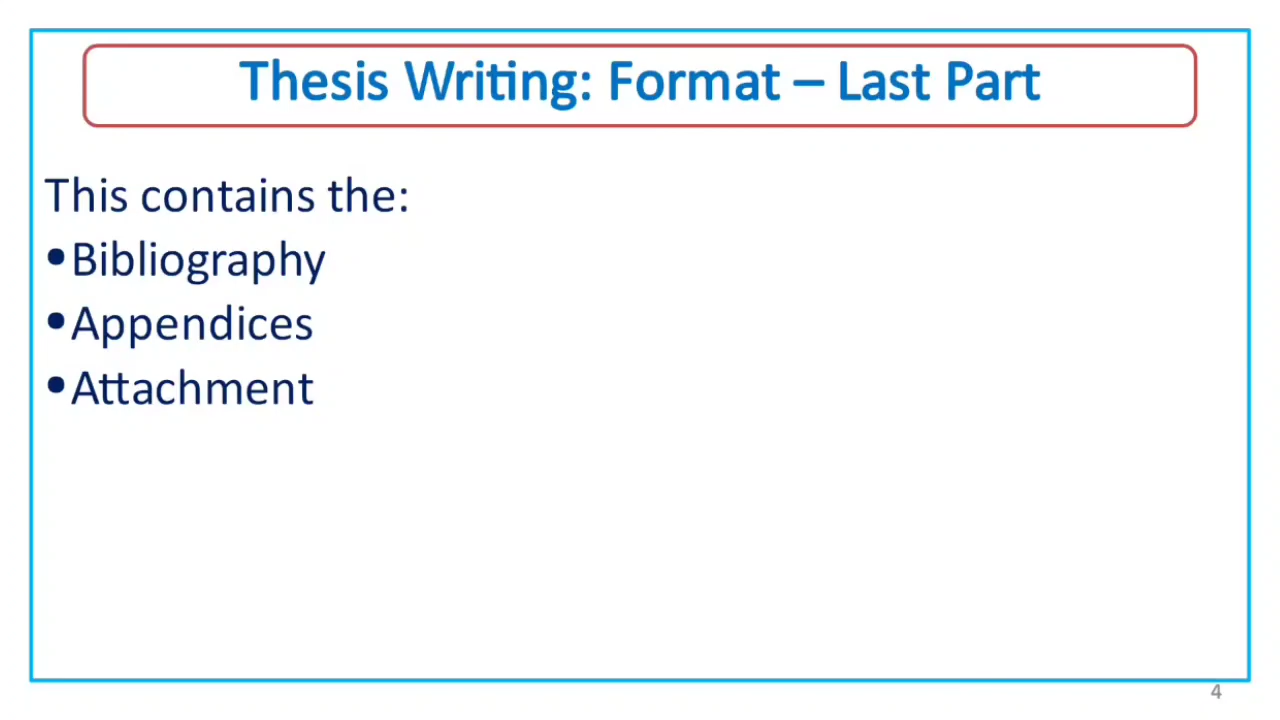 Thesis Writing: Format – Last Part
This contains the:
•Bibliography
•Appendices
•Attachment
4